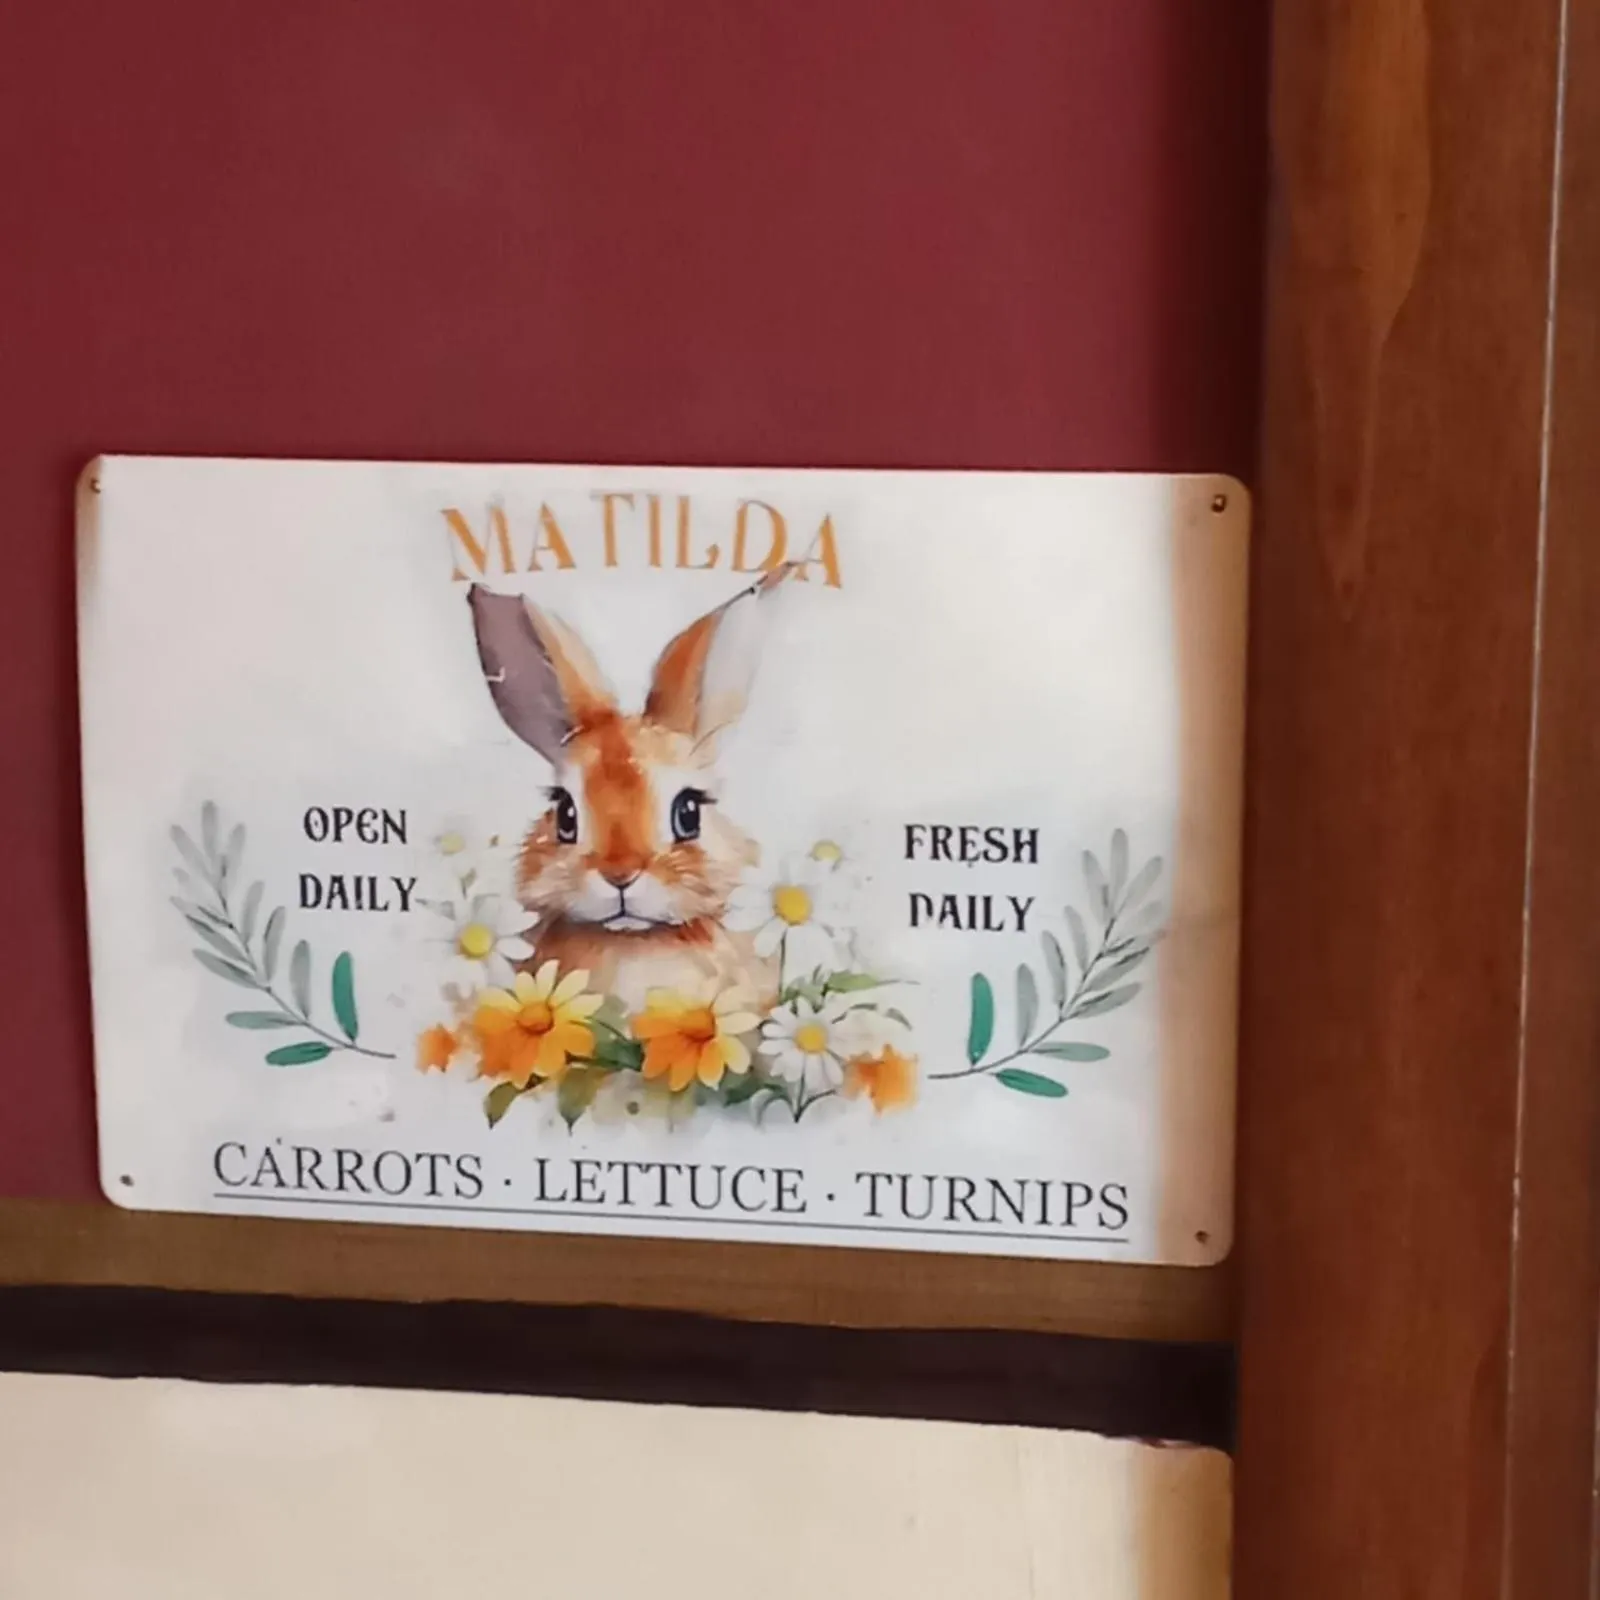 MATILDA
OPEN
DAILY
FRESH
DAILY
CARROTS · LETTUCE · TURNIPS